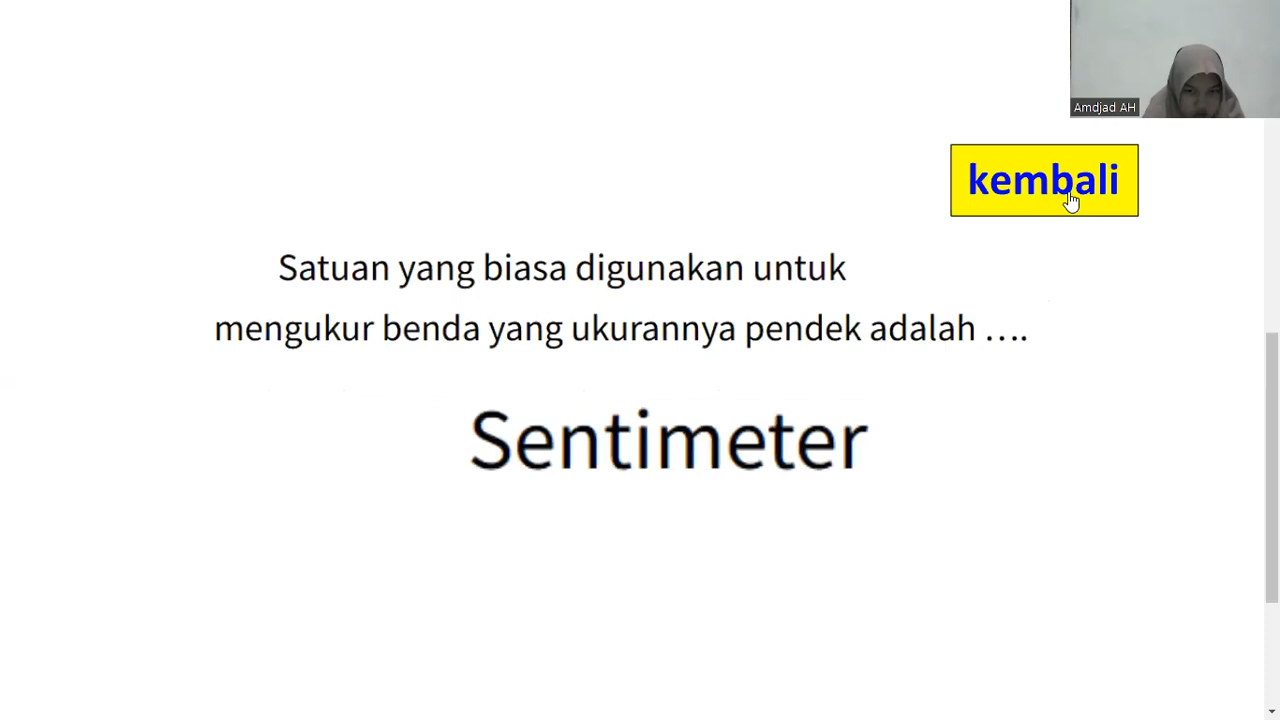 Amdjad AH
kembali
Satuan yang biasa digunakan untuk
mengukur benda yang ukurannya pendek adalah ….
Sentimeter